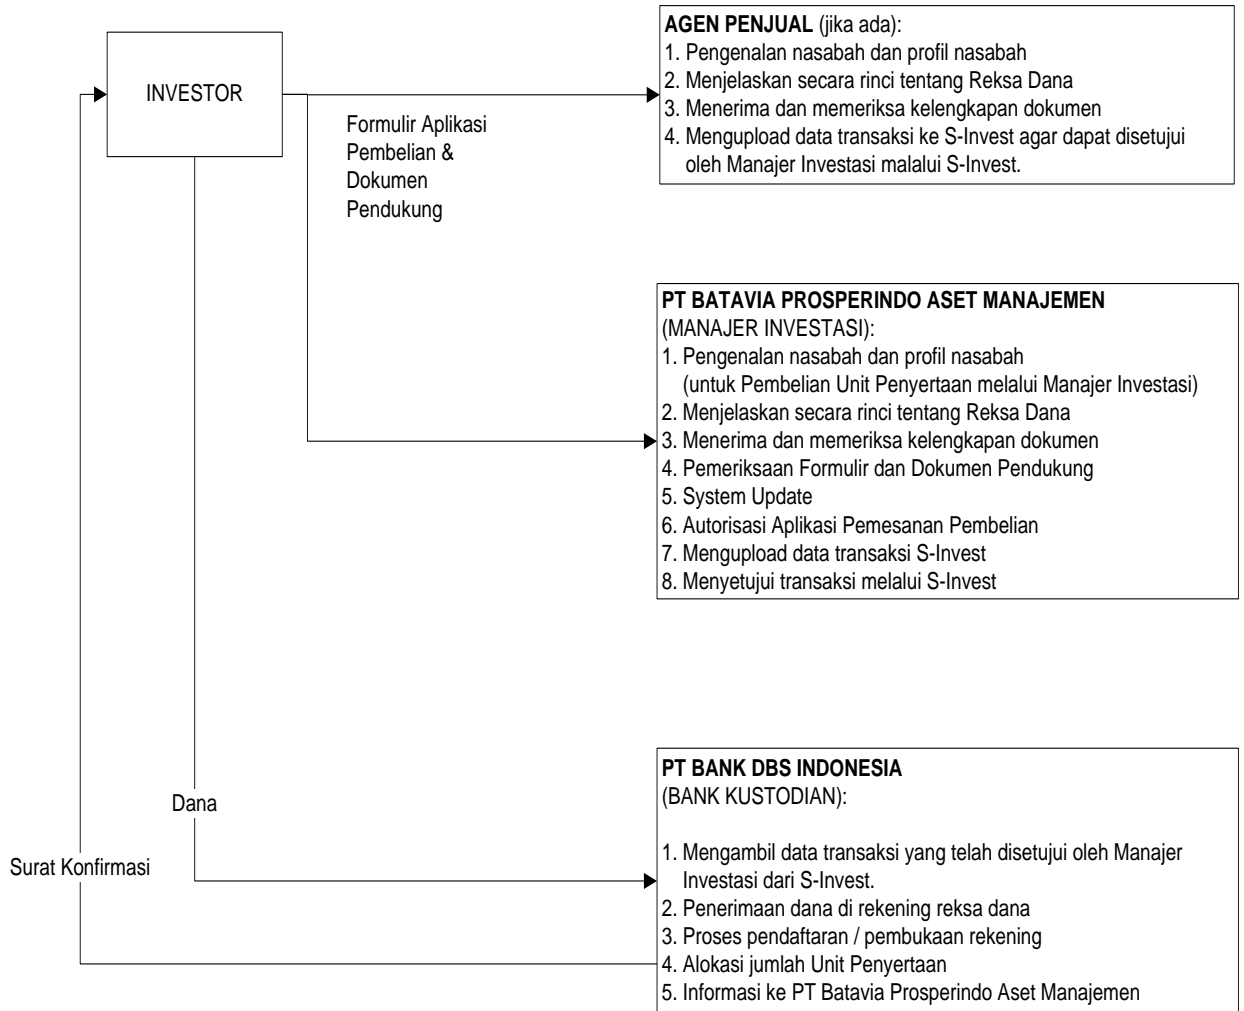 INVESTOR
Formulir Aplikasi
Pembelian &
Dokumen
Pendukung
AGEN PENJUAL (jika ada):
1. Pengenalan nasabah dan profil nasabah
2. Menjelaskan secara rinci tentang Reksa Dana
3. Menerima dan memeriksa kelengkapan dokumen
4. Mengupload data transaksi ke S-Invest agar dapat disetujui
oleh Manajer Investasi malalui S-Invest.
PT BATAVIA PROSPERINDO ASET MANAJEMEN
(MANAJER INVESTASI):
1. Pengenalan nasabah dan profil nasabah
(untuk Pembelian Unit Penyertaan melalui Manajer Investasi)
2. Menjelaskan secara rinci tentang Reksa Dana
3. Menerima dan memeriksa kelengkapan dokumen
4. Pemeriksaan Formulir dan Dokumen Pendukung
5. System Update
6. Autorisasi Aplikasi Pemesanan Pembelian
7. Mengupload data transaksi S-Invest
8. Menyetujui transaksi melalui S-Invest
Dana
Surat Konfirmasi
PT BANK DBS INDONESIA
(BANK KUSTODIAN):
1. Mengambil data transaksi yang telah disetujui oleh Manajer
Investasi dari S-Invest.
2. Penerimaan dana di rekening reksa dana
3. Proses pendaftaran / pembukaan rekening
4. Alokasi jumlah Unit Penyertaan
5. Informasi ke PT Batavia Prosperindo Aset Manajemen